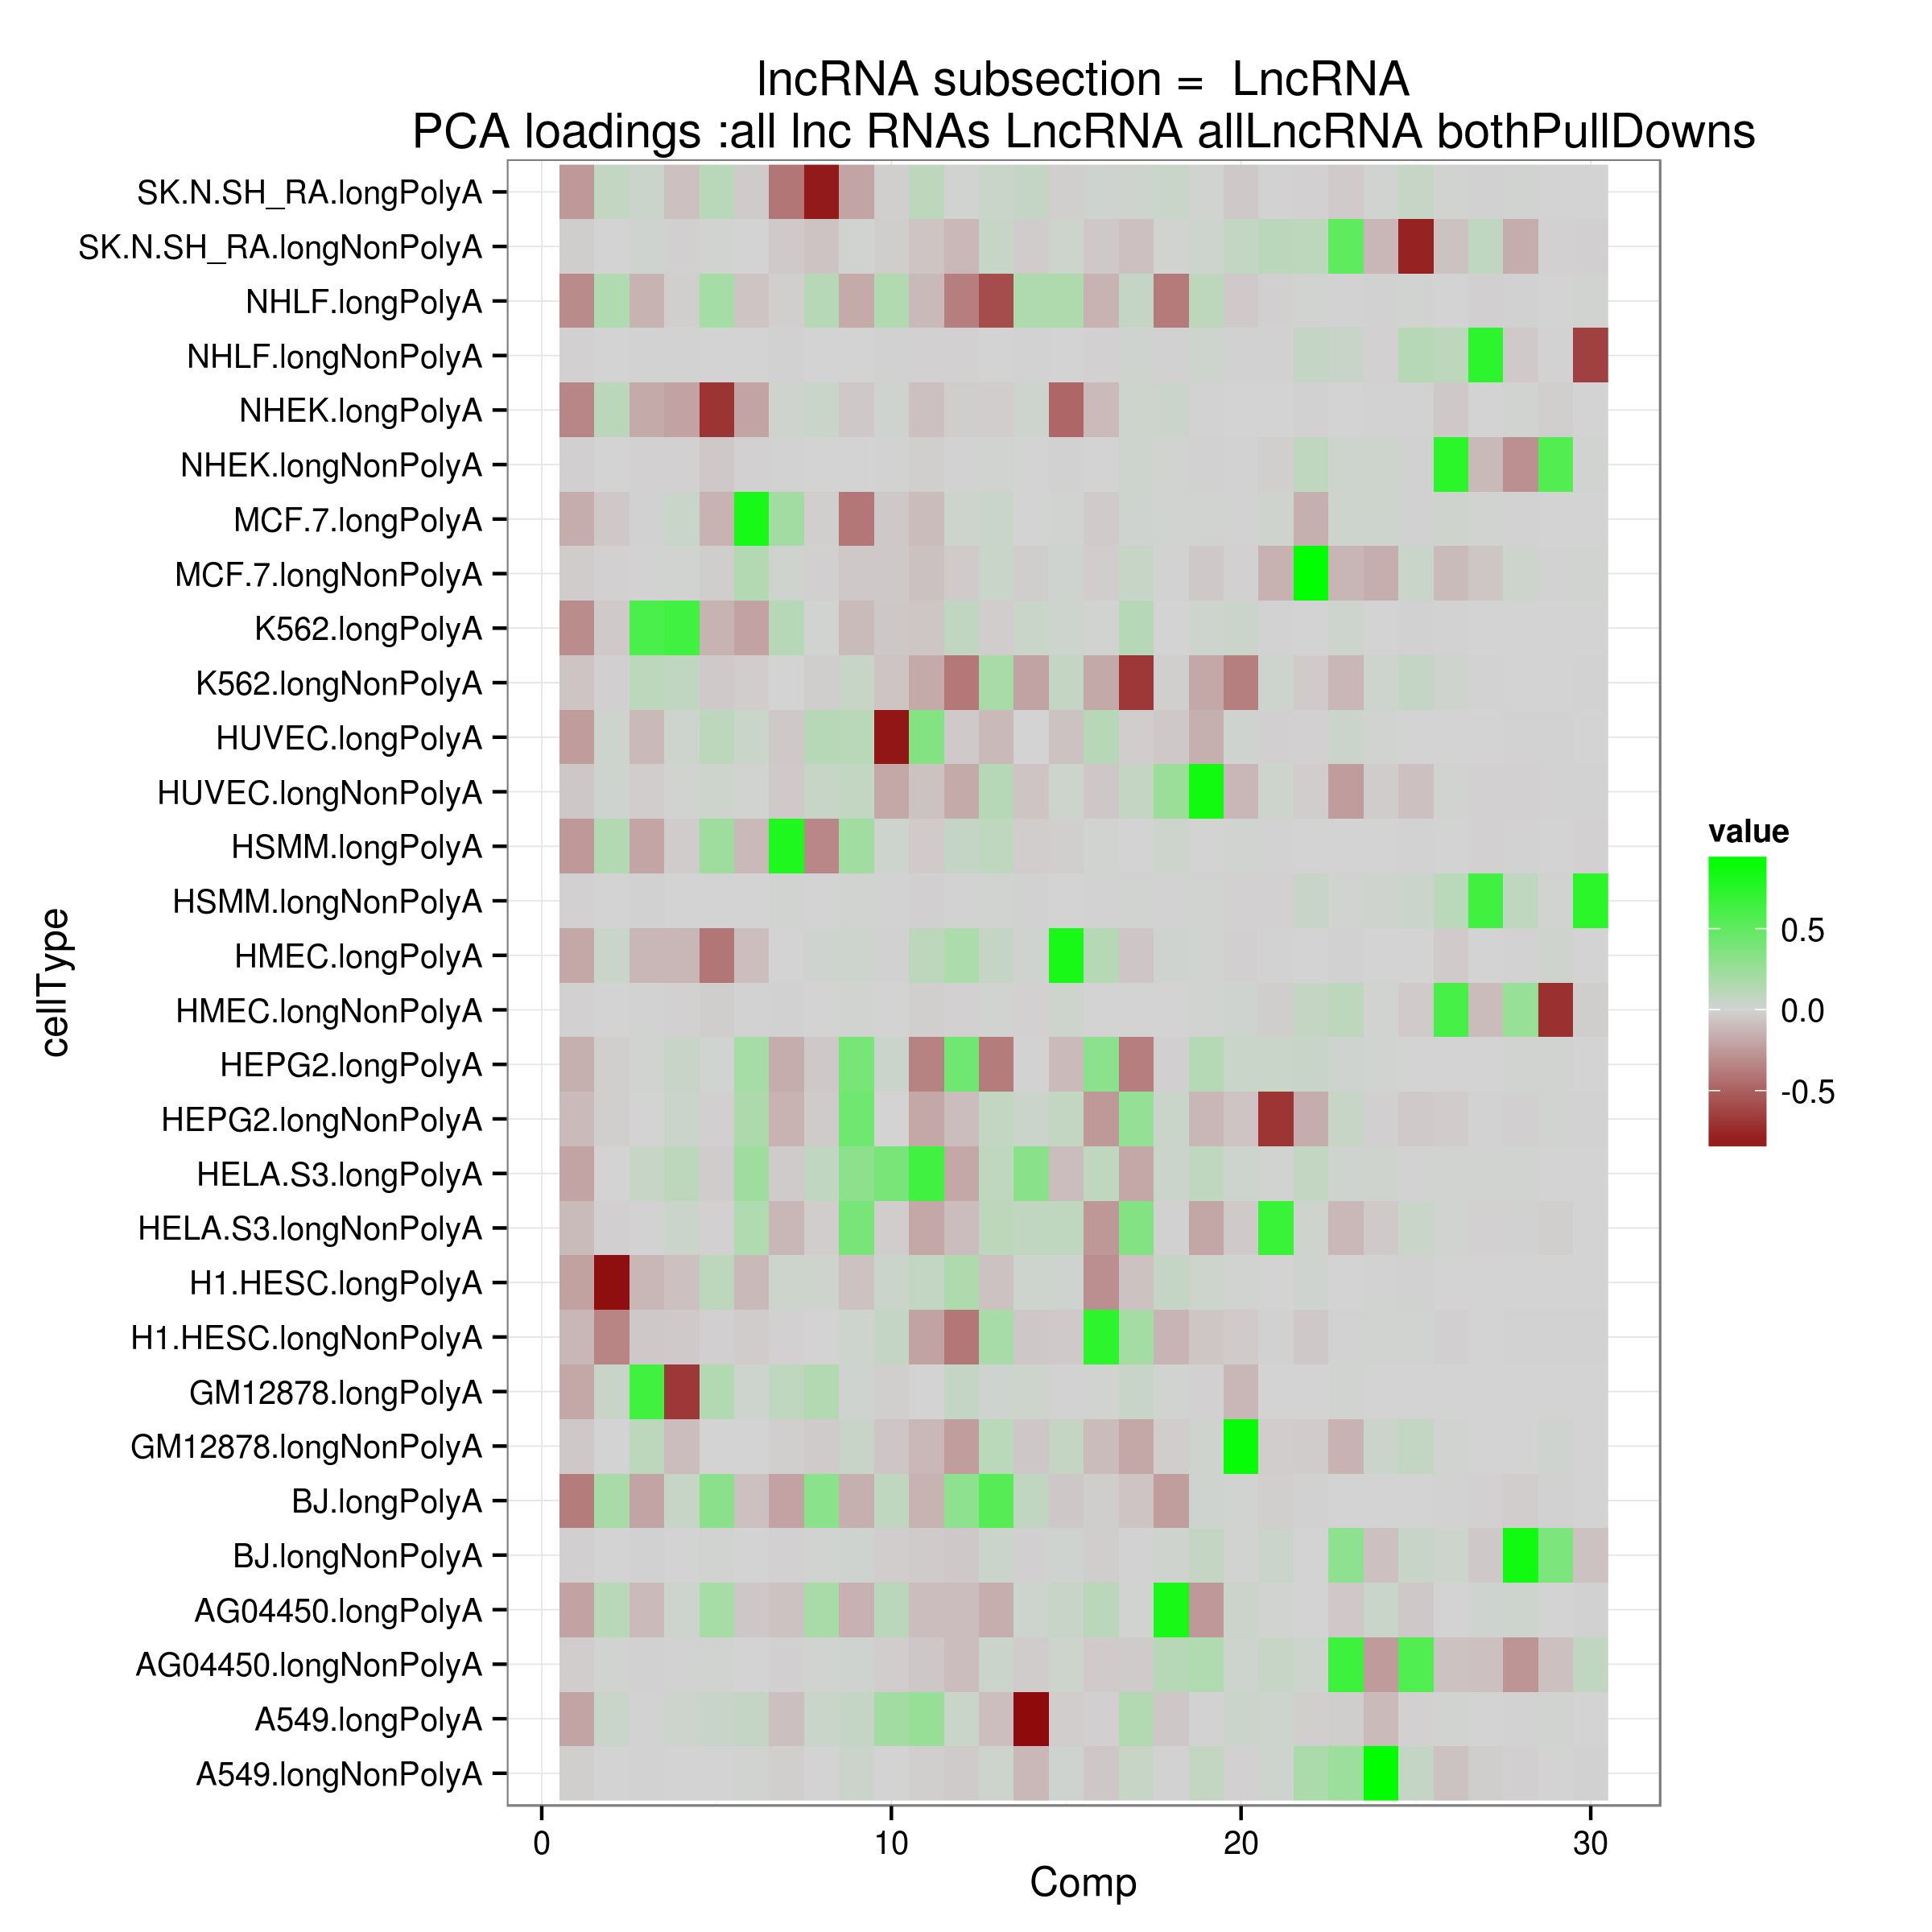 lncRNA subsection =  LncRNA
PCA loadings :all lnc RNAs LncRNA allLncRNA bothPullDowns
SK.N.SH_RA.longPolyA
SK.N.SH_RA.longNonPolyA
NHLF.longPolyA
NHLF.longNonPolyA
NHEK.longPolyA
NHEK.longNonPolyA
MCF.7.longPolyA
MCF.7.longNonPolyA
K562.longPolyA
K562.longNonPolyA
HUVEC.longPolyA
HUVEC.longNonPolyA
HSMM.longPolyA
HSMM.longNonPolyA
HMEC.longPolyA
HMEC.longNonPolyA
HEPG2.longPolyA
HEPG2.longNonPolyA
HELA.S3.longPolyA
HELA.S3.longNonPolyA
H1.HESC.longPolyA
H1.HESC.longNonPolyA
GM12878.longPolyA
GM12878.longNonPolyA
BJ.longPolyA
BJ.longNonPolyA
AG04450.longPolyA
AG04450.longNonPolyA
A549.longPolyA
A549.longNonPolyA
cellType
0 10 20 30
Comp
value
0.5
0.0
-0.5